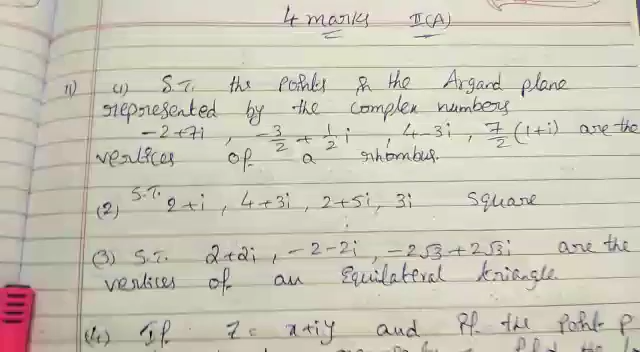 4 marks II(A)
11) (1) S.T. the points in the Argand plane
represented by the complex numbers
-2+7i, -3/2 + 1/2 i, 4-3i, 7/2 (1+i) are the
vertices of a rhombus.
(2) S.T. 2+i, 4+3i, 2+5i, 3i square
(3) S.T. 2+2i, -2-2i, -2√3+2√3i are the
vertices of an Equilateral triangle
(4) If Z = x+iy and if the point P